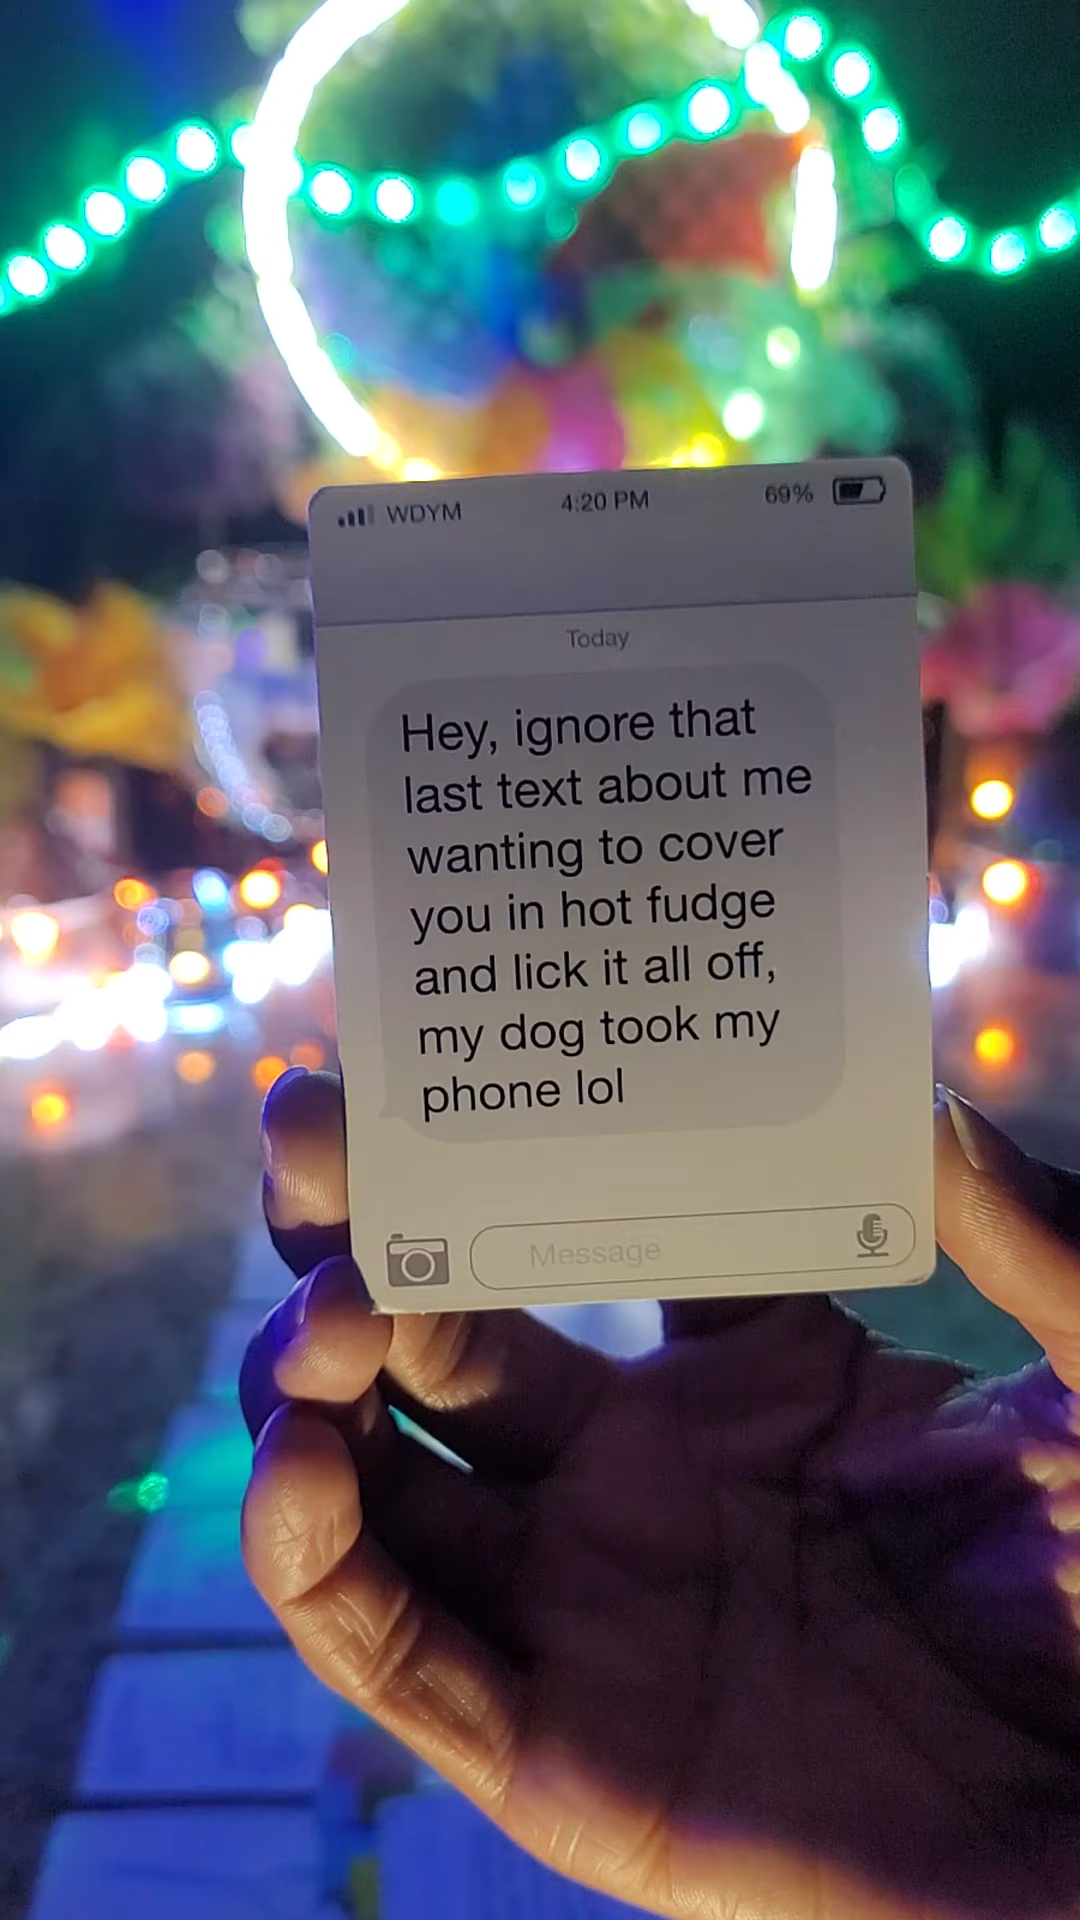 WDYM 4:20 PM 69%
Today
Hey, ignore that
last text about me
wanting to cover
you in hot fudge
and lick it all off,
my dog took my
phone lol
Message